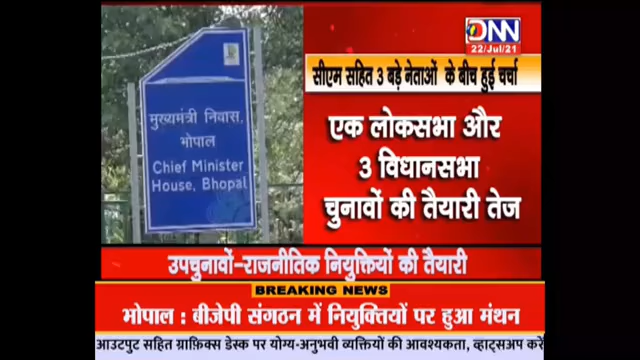 DNN
22/Jul/21
सीएम सहित 3 बड़े नेताओं के बीच हुई चर्चा
मुख्यमंत्री निवास,
भोपाल
Chief Minister
House, Bhopal
एक लोकसभा और
3 विधानसभा
चुनावों की तैयारी तेज
उपचुनावों-राजनीतिक नियुक्तियों की तैयारी
BREAKING NEWS
भोपाल : बीजेपी संगठन में नियुक्तियों पर हुआ मंथन
आउटपुट सहित ग्राफ़िक्स डेस्क पर योग्य-अनुभवी व्यक्तियों की आवश्यकता, व्हाट्सअप करें